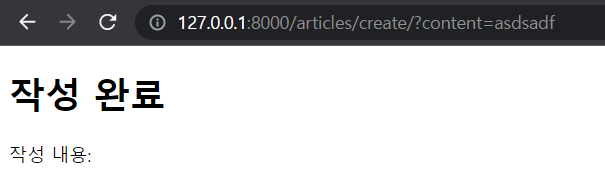 127.0.0.1:8000/articles/create/?content=asdsadf
작성 완료
작성 내용: